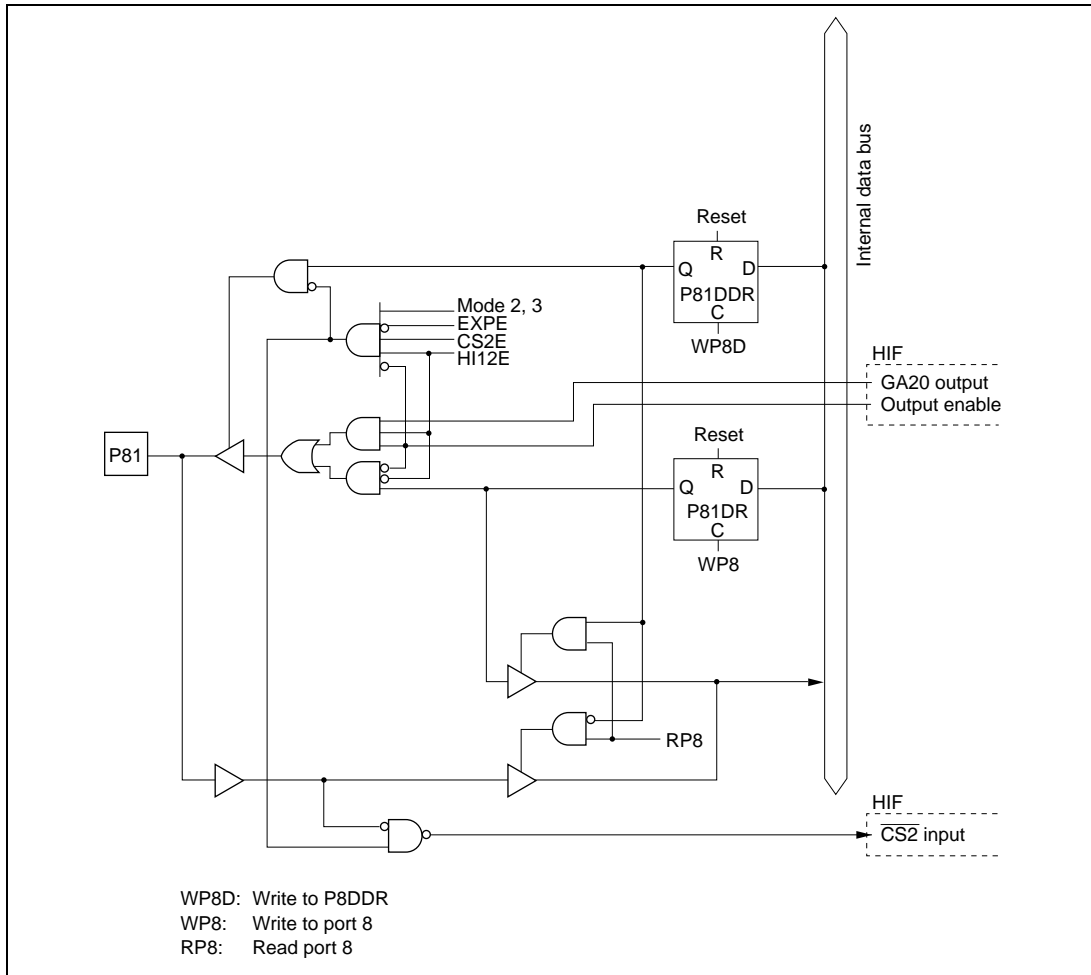 Internal data bus
Reset
R
Q D
P81DDR
C
WP8D
Mode 2, 3
EXPE
CS2E
HI12E
HIF
GA20 output
Output enable
P81
Reset
R
Q D
P81DR
C
WP8
RP8
HIF
CS2 input
WP8D: Write to P8DDR
WP8: Write to port 8
RP8: Read port 8